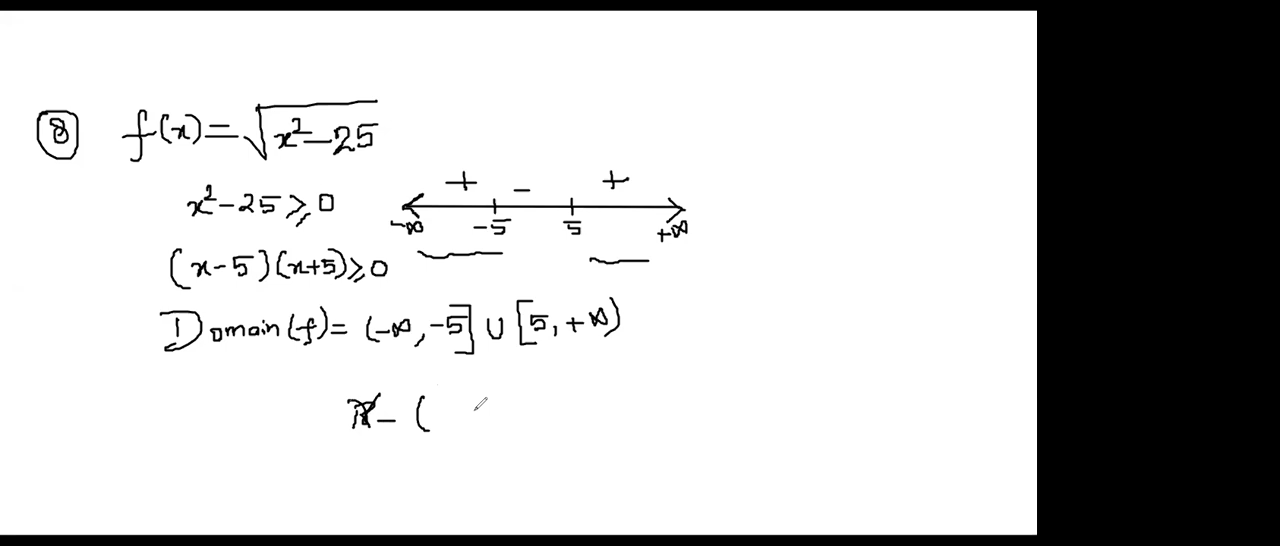 ⑧ f(x) = √(x² − 25)
x² − 25 ⩾ 0
+ − +
−∞ −5 5 +∞
(x − 5)(x + 5) ⩾ 0
Domain(f) = (−∞, −5] ∪ [5, +∞)
ℝ − (